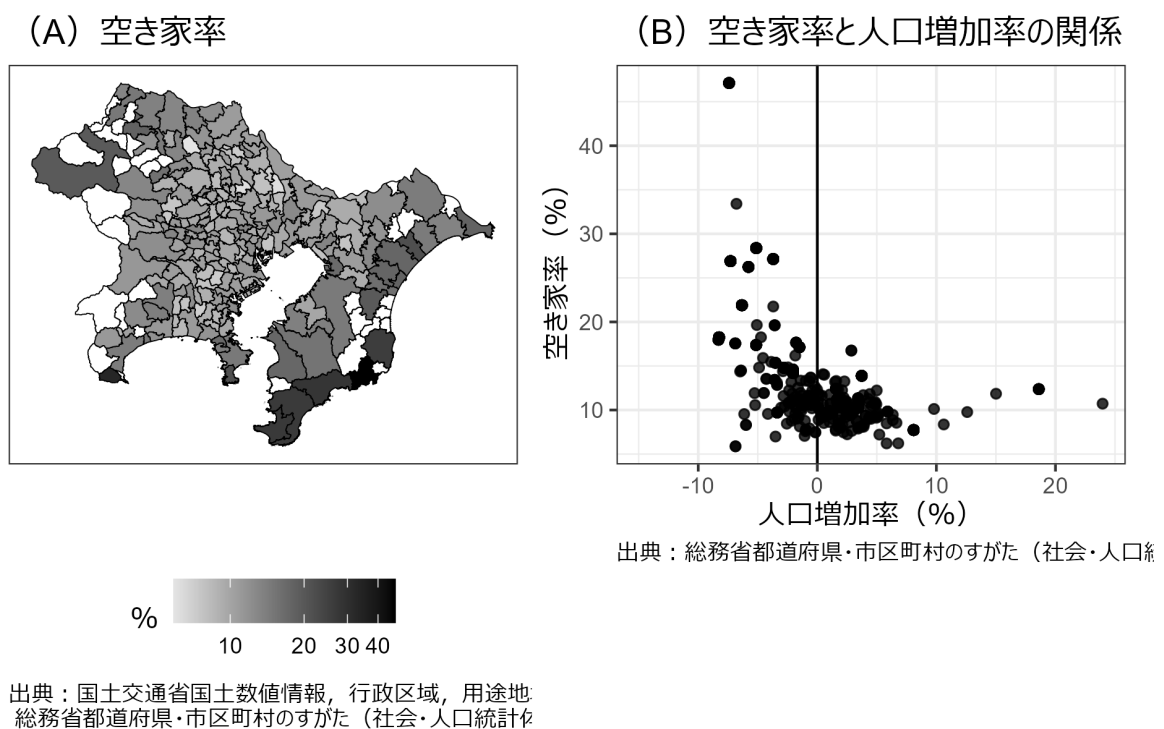 （A）空き家率
%
10 20 30 40
出典：国土交通省国土数値情報，行政区域，用途地
総務省都道府県・市区町村のすがた（社会・人口統計体
（B）空き家率と人口増加率の関係
空き家率（%）
40
30
20
10
-10 0 10 20
人口増加率（%）
出典：総務省都道府県・市区町村のすがた（社会・人口統